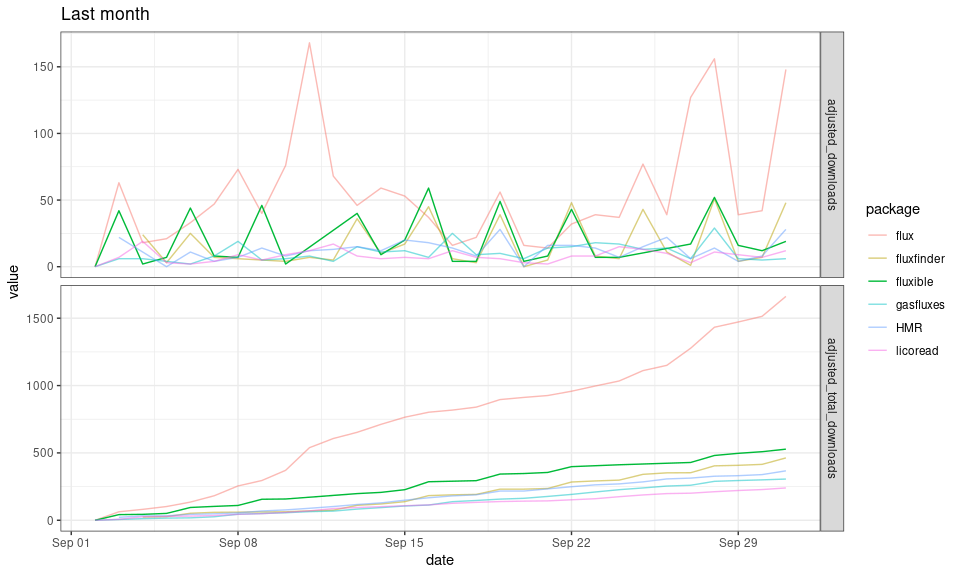 Last month
value
150
100
50
0
adjusted_downloads
1500
1000
500
0
adjusted_total_downloads
Sep 01
Sep 08
Sep 15
Sep 22
Sep 29
date
package
flux
fluxfinder
fluxible
gasfluxes
HMR
licoread